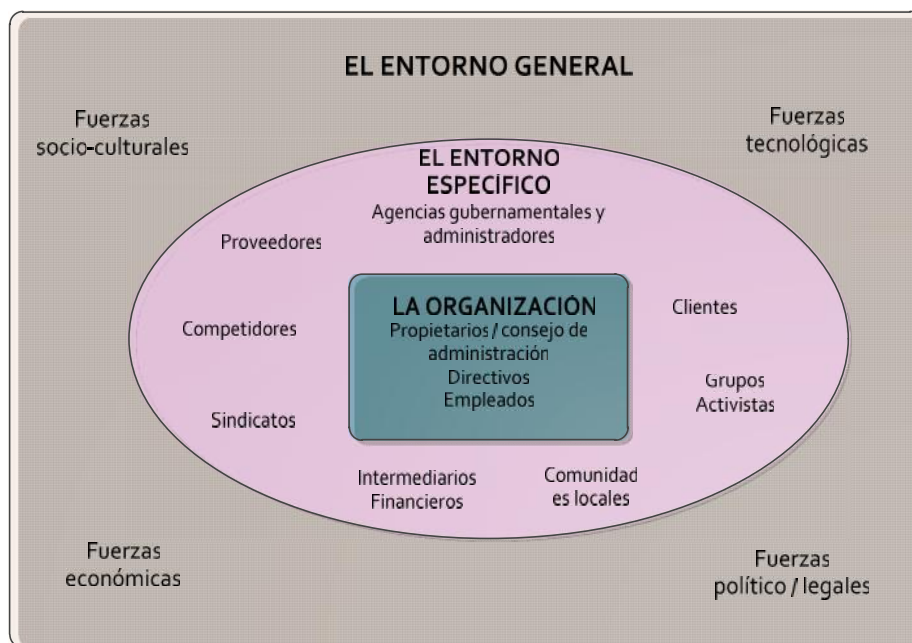 EL ENTORNO GENERAL
Fuerzas
socio-culturales
Fuerzas
tecnológicas
EL ENTORNO
ESPECÍFICO
Agencias gubernamentales y
administradores
Proveedores
Competidores
Sindicatos
LA ORGANIZACIÓN
Propietarios / consejo de
administración
Directivos
Empleados
Clientes
Grupos
Activistas
Intermediarios
Financieros
Comunidad
es locales
Fuerzas
económicas
Fuerzas
político / legales